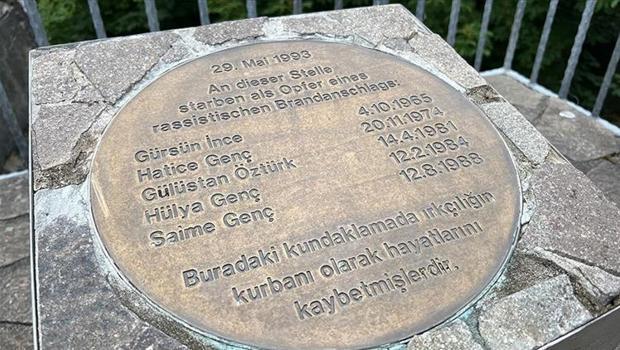 29. Mai 1993
An dieser Stelle
starben als Opfer eines
rassistischen Brandanschlags:
Gürsün İnce 4.10.1965
Hatice Genç 20.11.1974
Gülüstan Öztürk 14.4.1981
Hülya Genç 12.2.1984
Saime Genç 12.8.1988
Buradaki kundaklamada ırkçılığın
kurbanı olarak hayatlarını
kaybetmişlerdir.